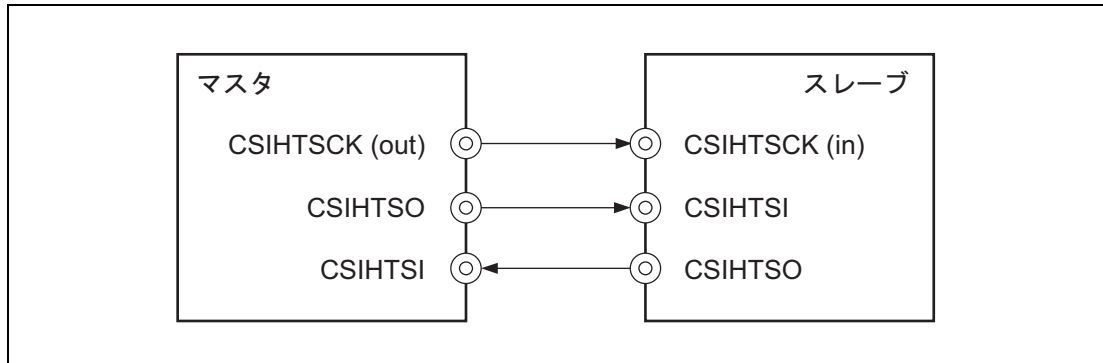 マスタ
CSIHTSCK (out)
CSIHTSO
CSIHTSI
スレーブ
CSIHTSCK (in)
CSIHTSI
CSIHTSO